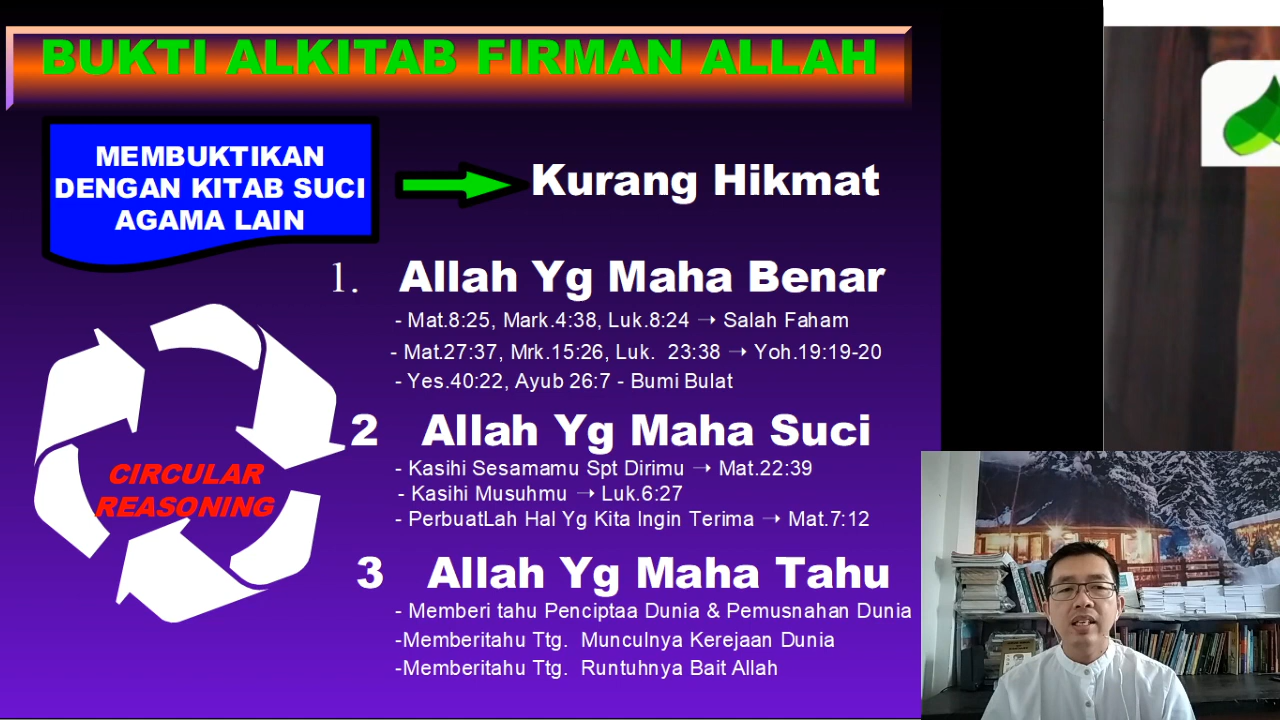 BUKTI ALKITAB FIRMAN ALLAH
MEMBUKTIKAN
DENGAN KITAB SUCI
AGAMA LAIN
Kurang Hikmat
1. Allah Yg Maha Benar
- Mat.8:25, Mark.4:38, Luk.8:24 → Salah Faham
- Mat.27:37, Mrk.15:26, Luk. 23:38 → Yoh.19:19-20
- Yes.40:22, Ayub 26:7 - Bumi Bulat
2 Allah Yg Maha Suci
- Kasihi Sesamamu Spt Dirimu → Mat.22:39
- Kasihi Musuhmu → Luk.6:27
- PerbuatLah Hal Yg Kita Ingin Terima → Mat.7:12
CIRCULAR
REASONING
3 Allah Yg Maha Tahu
- Memberi tahu Penciptaa Dunia & Pemusnahan Dunia
-Memberitahu Ttg. Munculnya Kerejaan Dunia
-Memberitahu Ttg. Runtuhnya Bait Allah